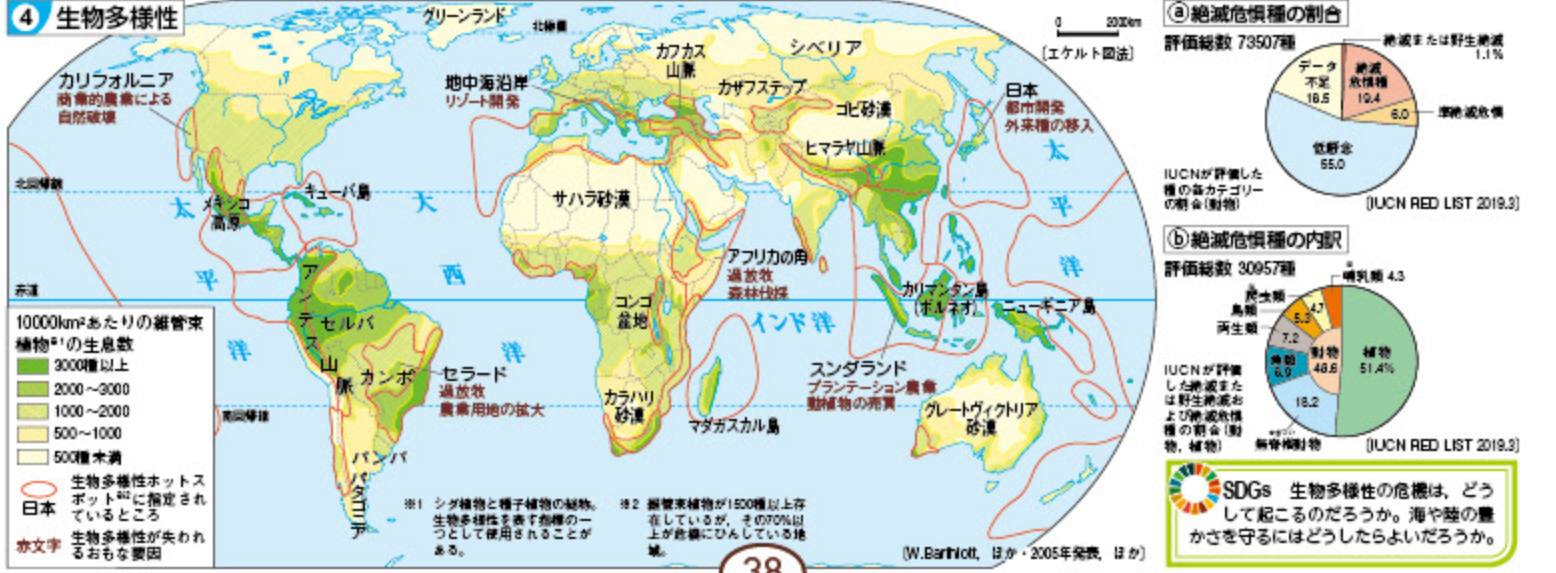 ④ 生物多様性
グリーンランド
北極圏
0 2000km
〔エケルト図法〕
カリフォルニア
商業的農業による
自然破壊
地中海沿岸
リゾート開発
カフカス
山脈
シベリア
カザフステップ
ゴビ砂漠
ヒマラヤ山脈
日本
都市開発
外来種の移入
北回帰線
キューバ島
メキシコ
高原
サハラ砂漠
太
平
洋
大
西
洋
太
平
洋
アフリカの角
過放牧
森林伐採
赤道
アンデス山脈
セルバ
コンゴ
盆地
インド洋
カリマンタン島
(ボルネオ)
ニューギニア島
カンポ
セラード
過放牧
農業用地の拡大
スンダランド
プランテーション農業
動植物の売買
南回帰線
カラハリ
砂漠
マダガスカル島
グレートヴィクトリア
砂漠
パンパ
パタゴニア
10000km²あたりの維管束
植物※1の生息数
3000種以上
2000〜3000
1000〜2000
500〜1000
500種未満
日本
生物多様性ホットス
ポット※2に指定され
ているところ
赤文字
生物多様性が失われ
るおもな要因
※1 シダ植物と種子植物の総称。
生物多様性を表す指標の一
つとして使用されることが
ある。
※2 維管束植物が1500種以上存
在しているが、その70%以
上が危機にひんしている地
域。
(W.Barthlott, ほか・2005年発表, ほか)
38
ⓐ絶滅危惧種の割合
評価総数 73507種
絶滅または野生絶滅
1.1%
絶滅
危惧種
19.4
6.0
準絶滅危惧
低懸念
55.0
データ
不足
18.5
IUCNが評価した
種の各カテゴリー
の割合(動物)
〔IUCN RED LIST 2019.3〕
ⓑ絶滅危惧種の内訳
評価総数 30957種
哺乳類 4.3
爬虫類
4.7
鳥類
5.3
両生類
7.2
魚類
8.9
18.2
無脊椎動物
動物
48.6
植物
51.4%
IUCNが評価
した絶滅また
は野生絶滅お
よび絶滅危惧
種の割合(動
物, 植物)
〔IUCN RED LIST 2019.3〕
SDGs 生物多様性の危機は，どう
して起こるのだろうか。海や陸の豊
かさを守るにはどうしたらよいだろうか。